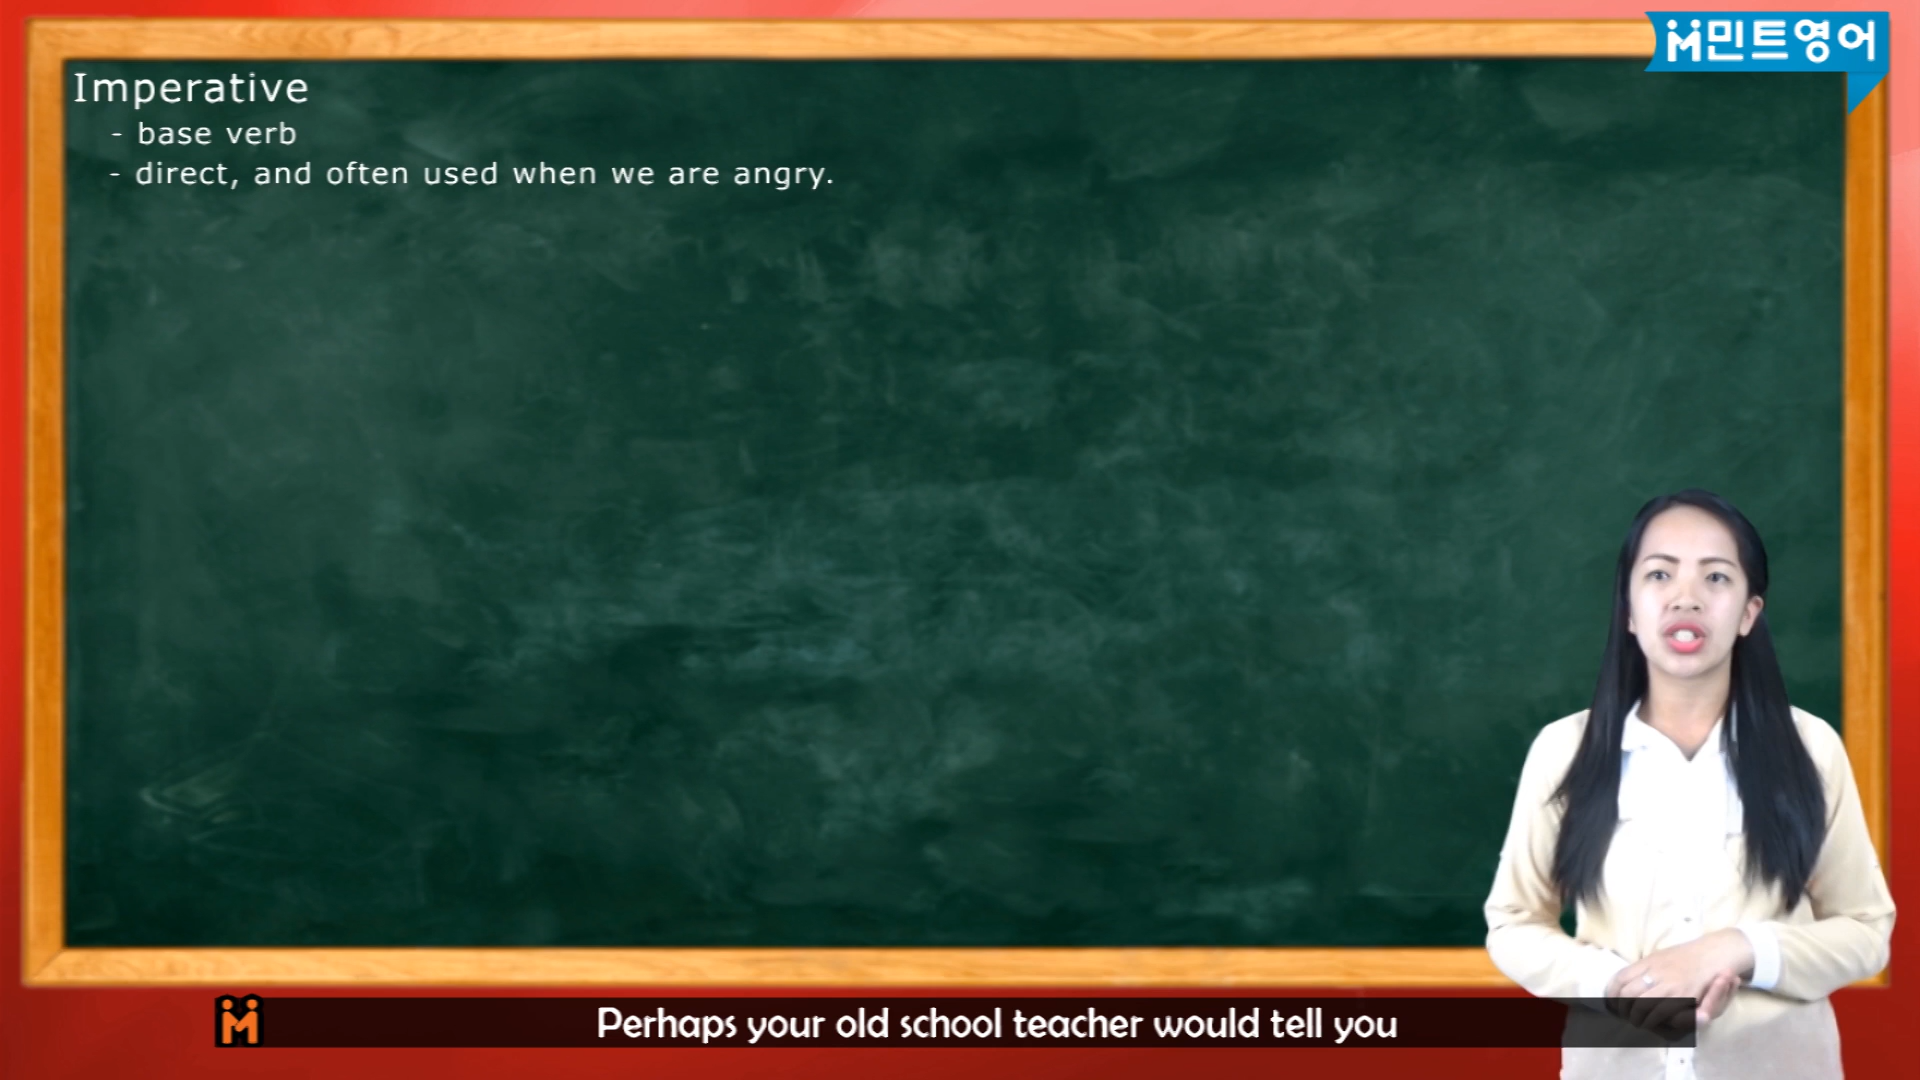 민트영어
Imperative
- base verb
- direct, and often used when we are angry.
Perhaps your old school teacher would tell you